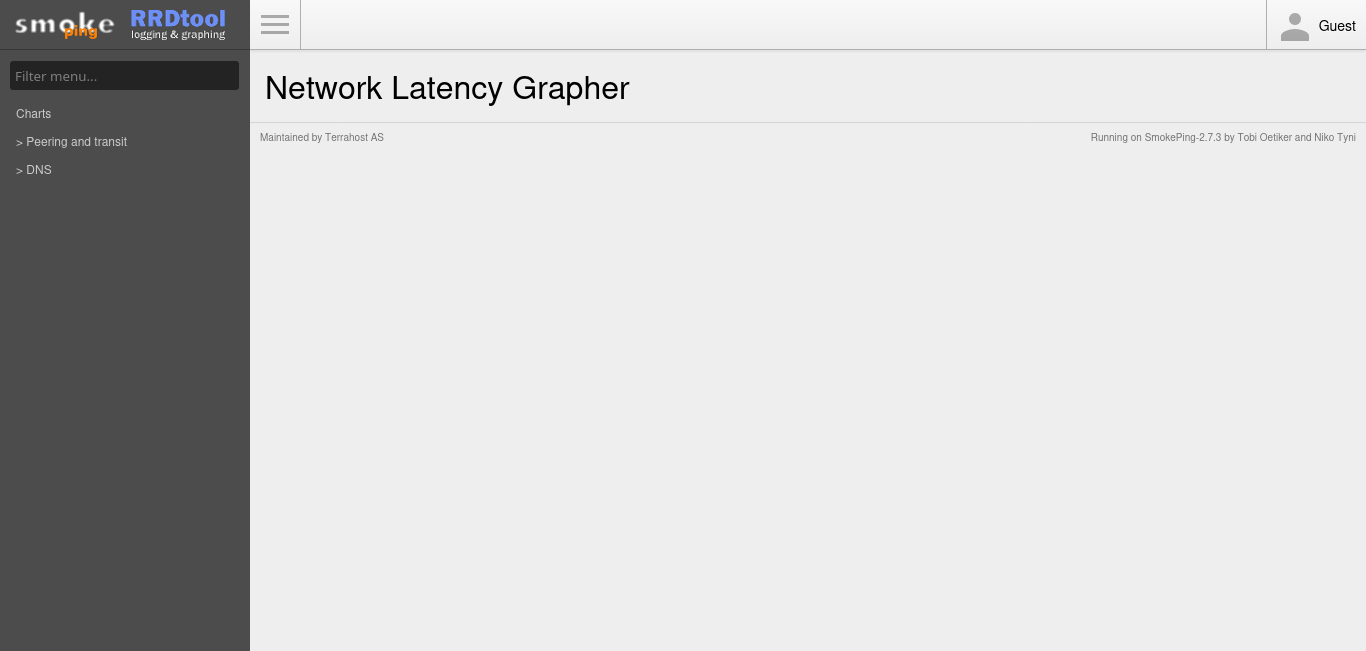 smoke ping
RRDtool
logging & graphing
Guest
Filter menu...
Charts
> Peering and transit
> DNS
Network Latency Grapher
Maintained by Terrahost AS
Running on SmokePing-2.7.3 by Tobi Oetiker and Niko Tyni